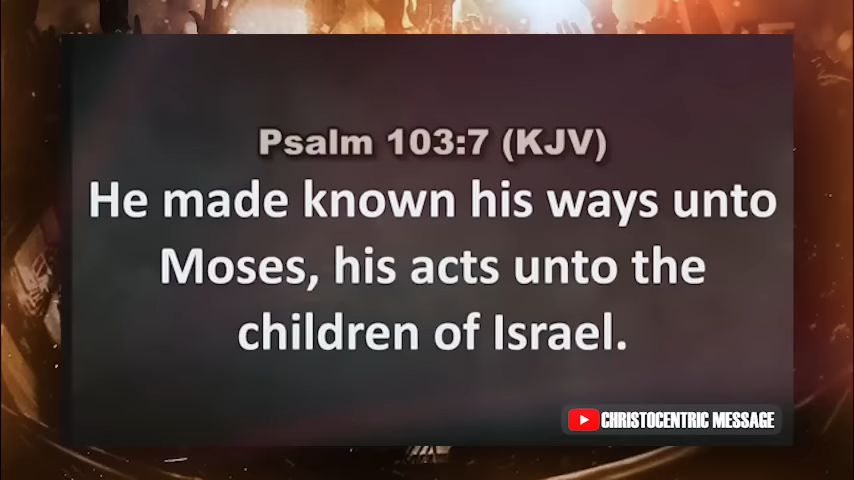 Psalm 103:7 (KJV)
He made known his ways unto
Moses, his acts unto the
children of Israel.
CHRISTOCENTRIC MESSAGE